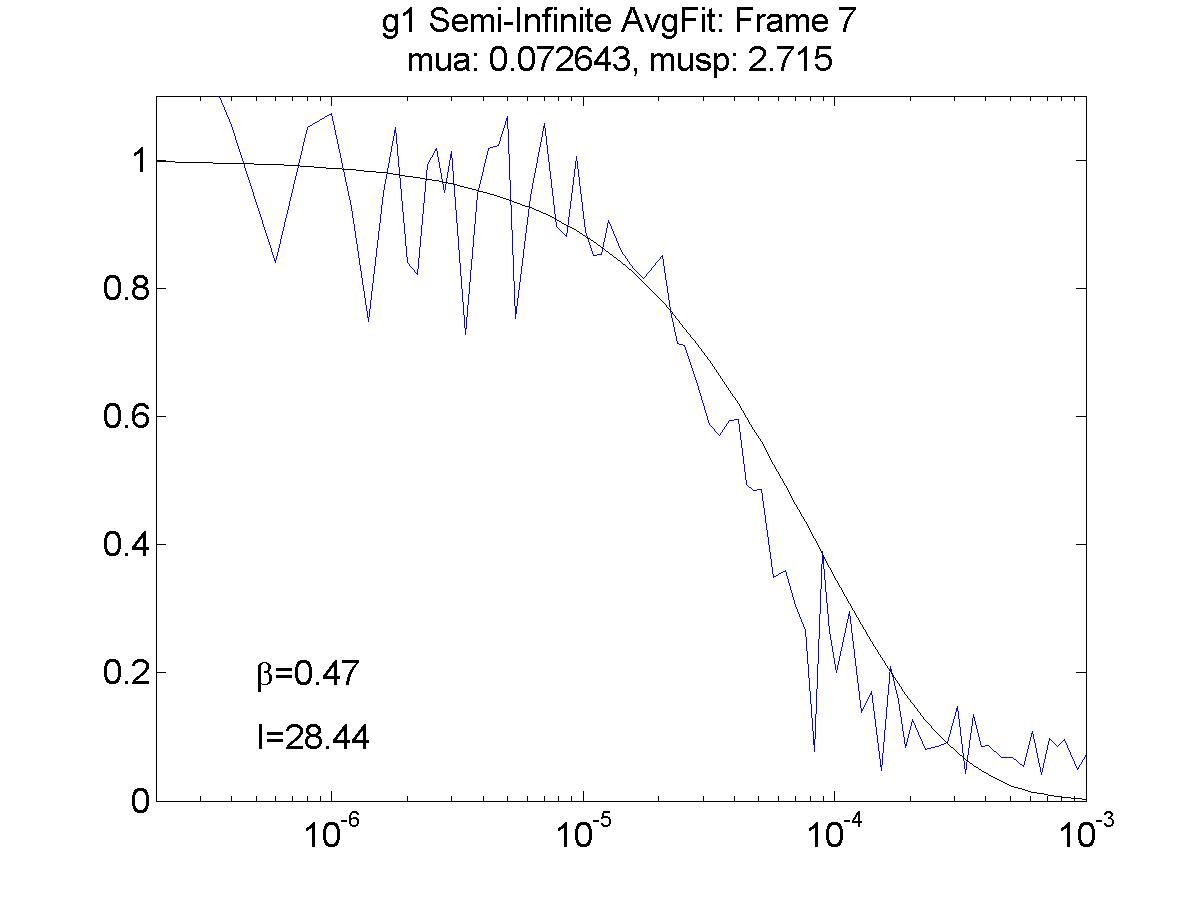 g1 Semi-Infinite AvgFit: Frame 7
mua: 0.072643, musp: 2.715
1
0.8
0.6
0.4
0.2
0
β=0.47
I=28.44
10^-6
10^-5
10^-4
10^-3